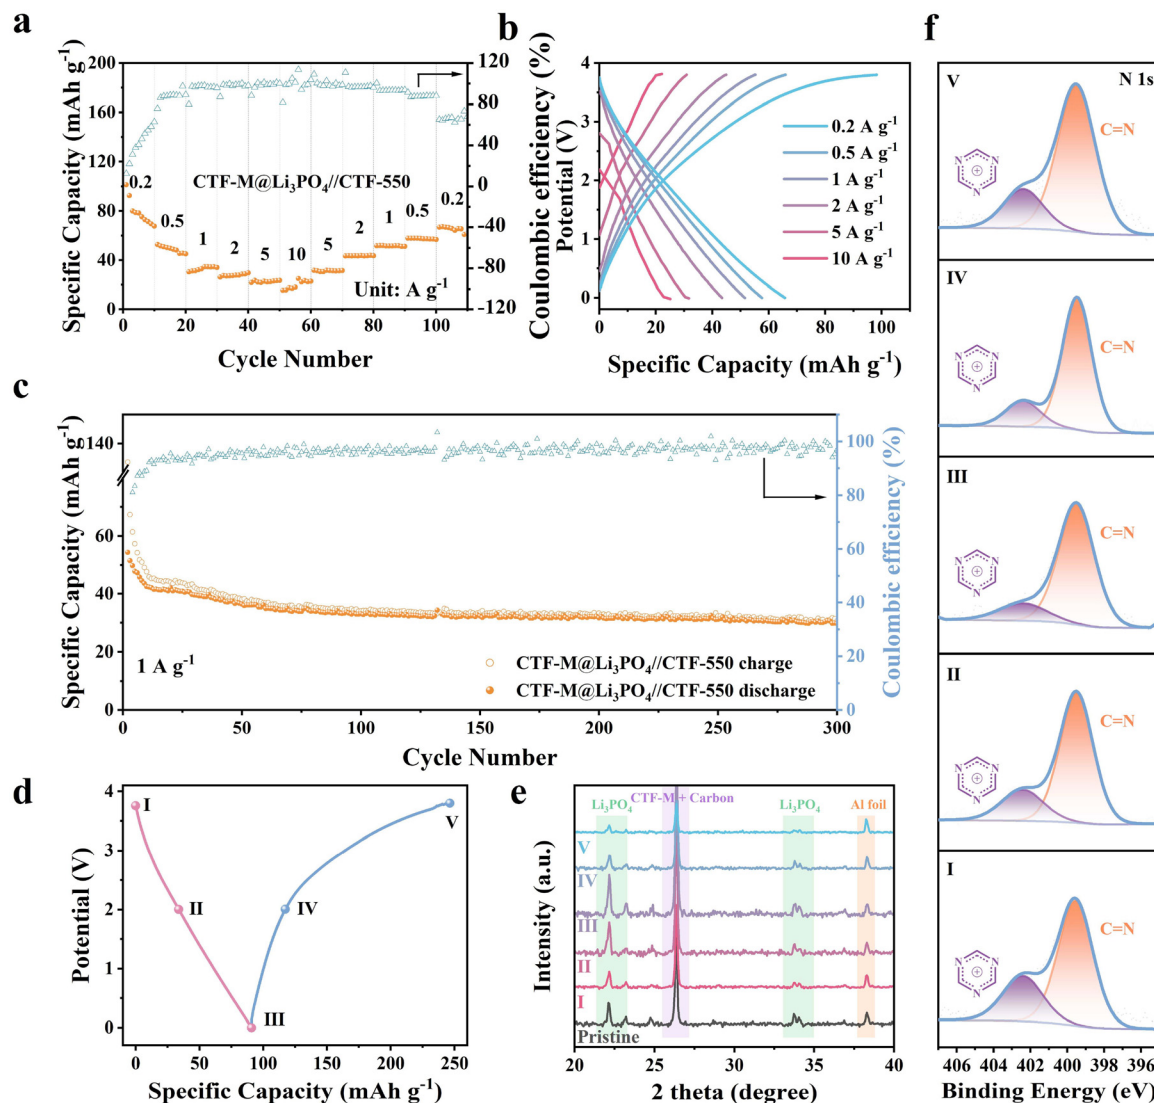 a
Specific Capacity (mAh g⁻¹)
200
160
120
80
40
0
0.2
0.5
1
2
5
10
5
2
1
0.5
0.2
CTF-M@Li₃PO₄//CTF-550
Unit: A g⁻¹
120
80
40
0
-40
-80
-120
Coulombic efficiency (%)
0 20 40 60 80 100
Cycle Number
b
Potential (V)
4
3
2
1
0
0.2 A g⁻¹
0.5 A g⁻¹
1 A g⁻¹
2 A g⁻¹
5 A g⁻¹
10 A g⁻¹
0 20 40 60 80 100
Specific Capacity (mAh g⁻¹)
c
Specific Capacity (mAh g⁻¹)
140
60
40
20
0
1 A g⁻¹
CTF-M@Li₃PO₄//CTF-550 charge
CTF-M@Li₃PO₄//CTF-550 discharge
100
80
60
40
20
0
Coulombic efficiency (%)
0 50 100 150 200 250 300
Cycle Number
d
Potential (V)
4
3
2
1
0
I
II
III
IV
V
0 50 100 150 200 250
Specific Capacity (mAh g⁻¹)
e
Intensity (a.u.)
Li₃PO₄
CTF-M + Carbon
Li₃PO₄
Al foil
V
IV
III
II
I
Pristine
20 25 30 35 40
2 theta (degree)
f
N 1s
V
C=N
N
N
N
+
IV
C=N
N
N
N
+
III
C=N
N
N
N
+
II
C=N
N
N
N
+
I
C=N
N
N
N
+
406 404 402 400 398 396
Binding Energy (eV)